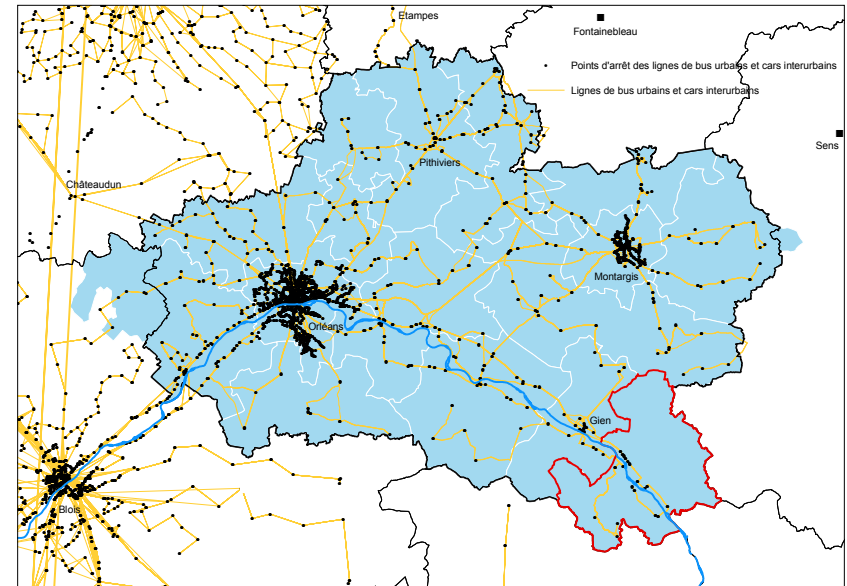 Etampes
Fontainebleau
Points d'arrêt des lignes de bus urbains et cars interurbains
Lignes de bus urbains et cars interurbains
Sens
Pithiviers
Châteaudun
Montargis
Orléans
Gien
Blois